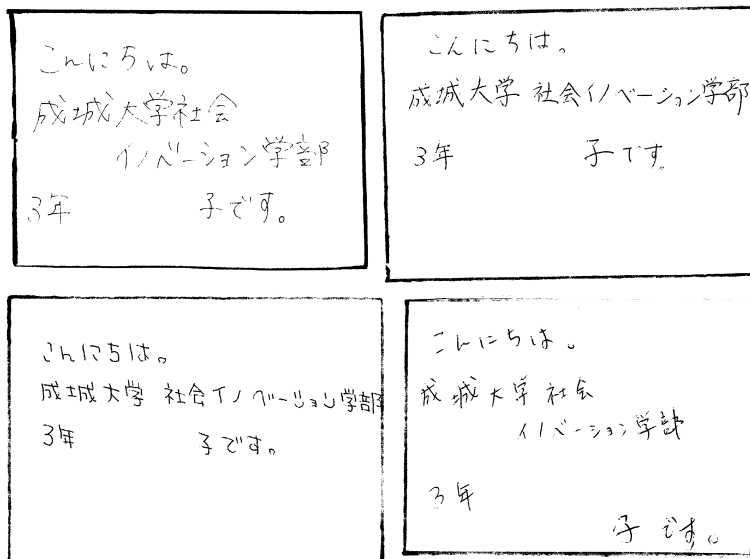 こんにちは。
成城大学社会
イノベーション学部
3年 子です。
こんにちは。
成城大学 社会イノベーション学部
3年 子です。
こんにちは。
成城大学 社会イノベーション学部
3年 子です。
こんにちは。
成城大学 社会
イノベーション学部
3年
子です。